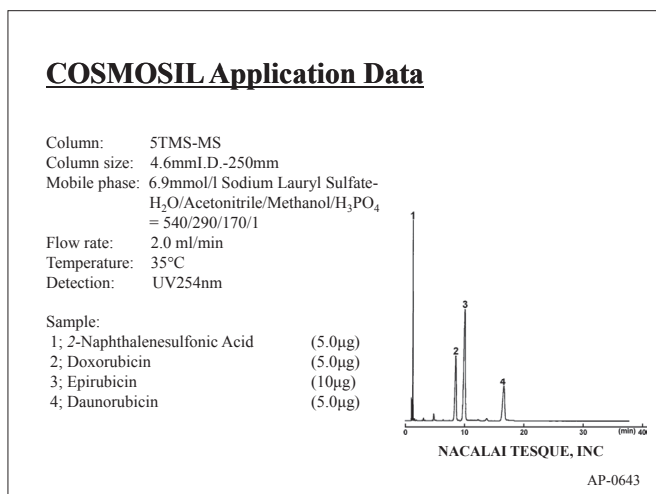 COSMOSIL Application Data
Column: 5TMS-MS
Column size: 4.6mmI.D.-250mm
Mobile phase: 6.9mmol/l Sodium Lauryl Sulfate-
H₂O/Acetonitrile/Methanol/H₃PO₄
= 540/290/170/1
Flow rate: 2.0 ml/min
Temperature: 35°C
Detection: UV254nm
Sample:
1; 2-Naphthalenesulfonic Acid (5.0μg)
2; Doxorubicin (5.0μg)
3; Epirubicin (10μg)
4; Daunorubicin (5.0μg)
1
3
2
4
0 10 20 30 (min) 40
NACALAI TESQUE, INC
AP-0643